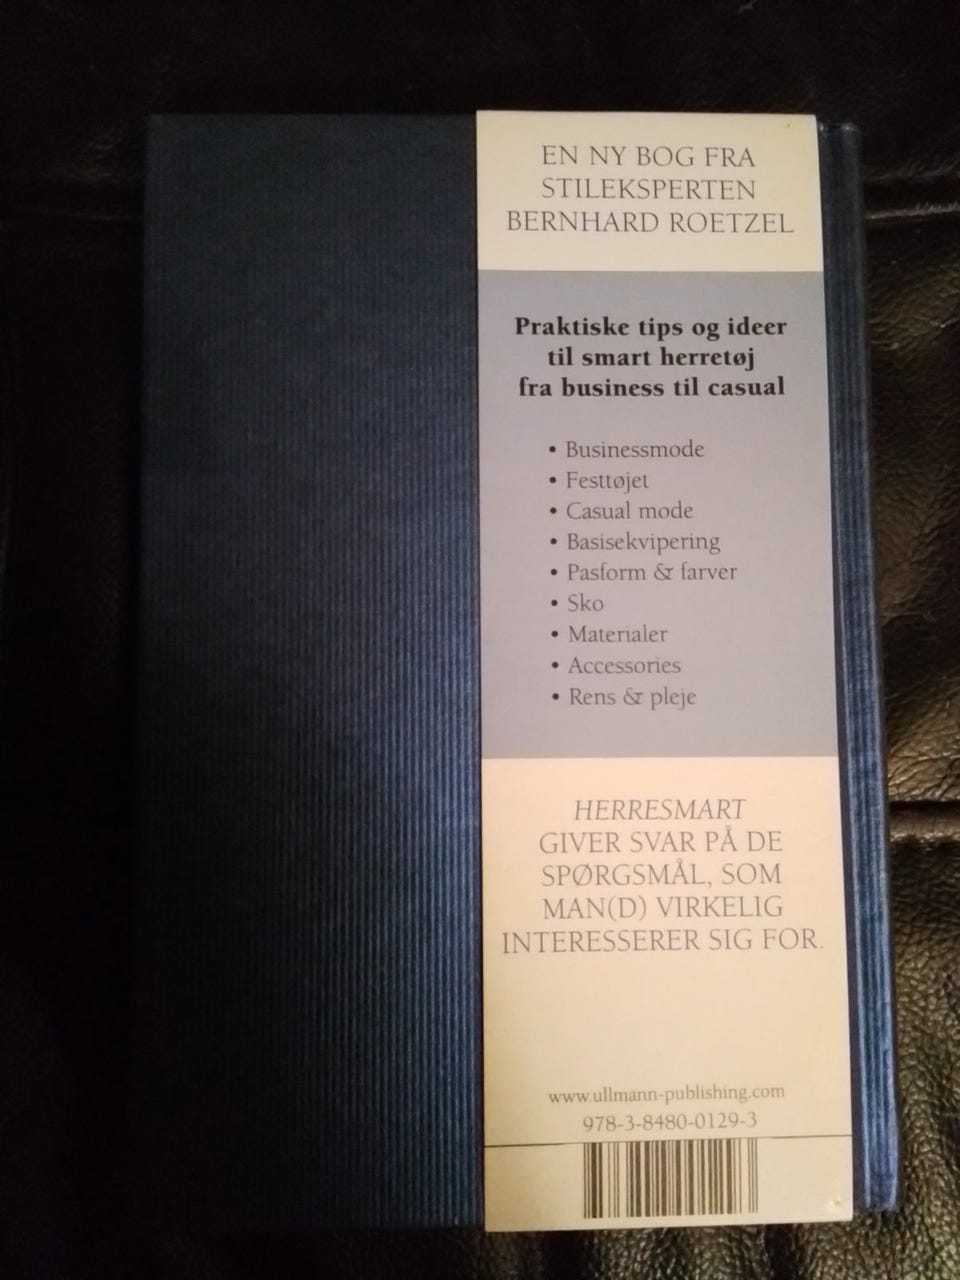 EN NY BOG FRA
STILEKSPERTEN
BERNHARD ROETZEL
Praktiske tips og ideer
til smart herretøj
fra business til casual
• Businessmode
• Festtøjet
• Casual mode
• Basisekvipering
• Pasform & farver
• Sko
• Materialer
• Accessories
• Rens & pleje
HERRESMART
GIVER SVAR PÅ DE
SPØRGSMÅL, SOM
MAN(D) VIRKELIG
INTERESSERER SIG FOR.
www.ullmann-publishing.com
978-3-8480-0129-3